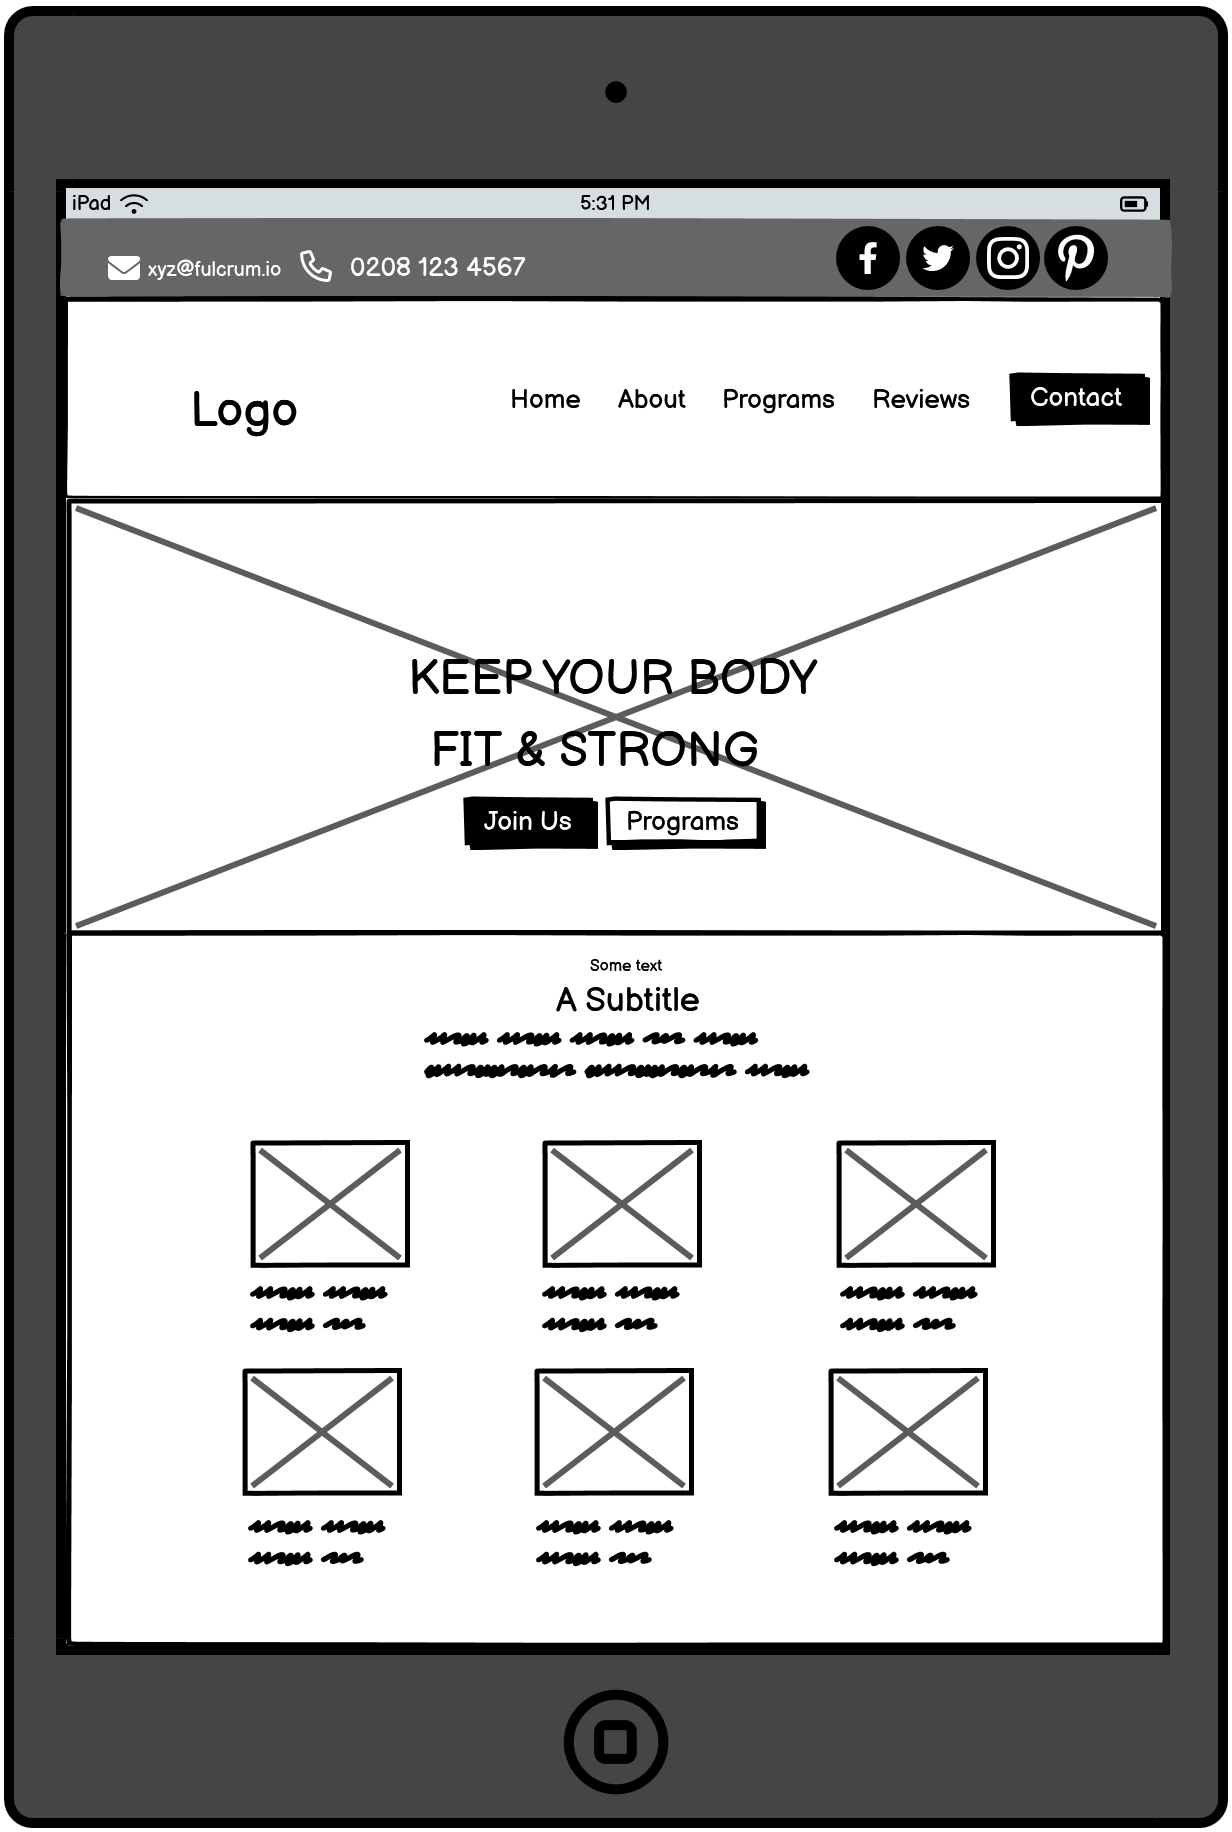 iPad 5:31 PM
xyz@fulcrum.io 0208 123 4567
Logo Home About Programs Reviews Contact
KEEP YOUR BODY
FIT & STRONG
Join Us Programs
Some text
A Subtitle